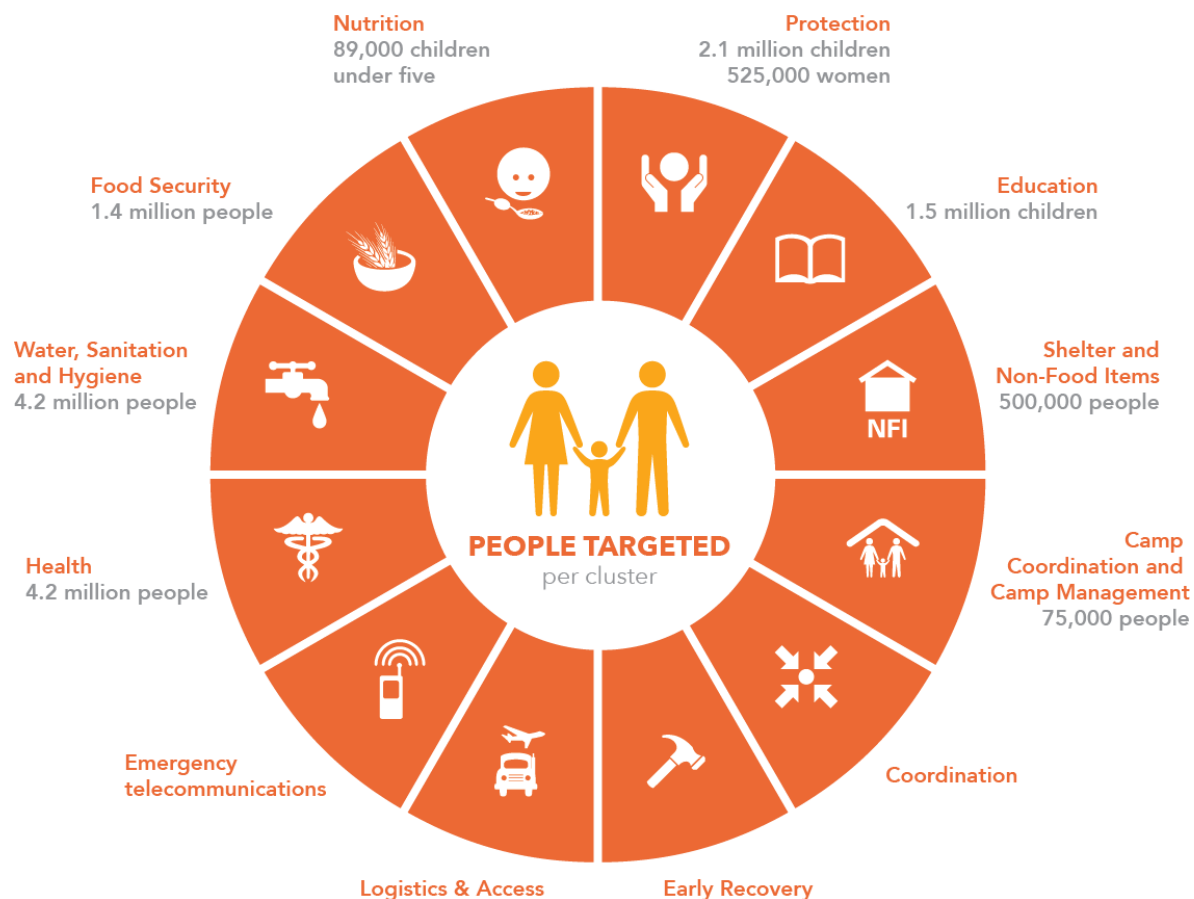 Nutrition
89,000 children
under five
Protection
2.1 million children
525,000 women
Education
1.5 million children
Shelter and
Non-Food Items
500,000 people
NFI
Camp
Coordination and
Camp Management
75,000 people
Coordination
Early Recovery
Logistics & Access
Emergency
telecommunications
Health
4.2 million people
Water, Sanitation
and Hygiene
4.2 million people
Food Security
1.4 million people
PEOPLE TARGETED
per cluster